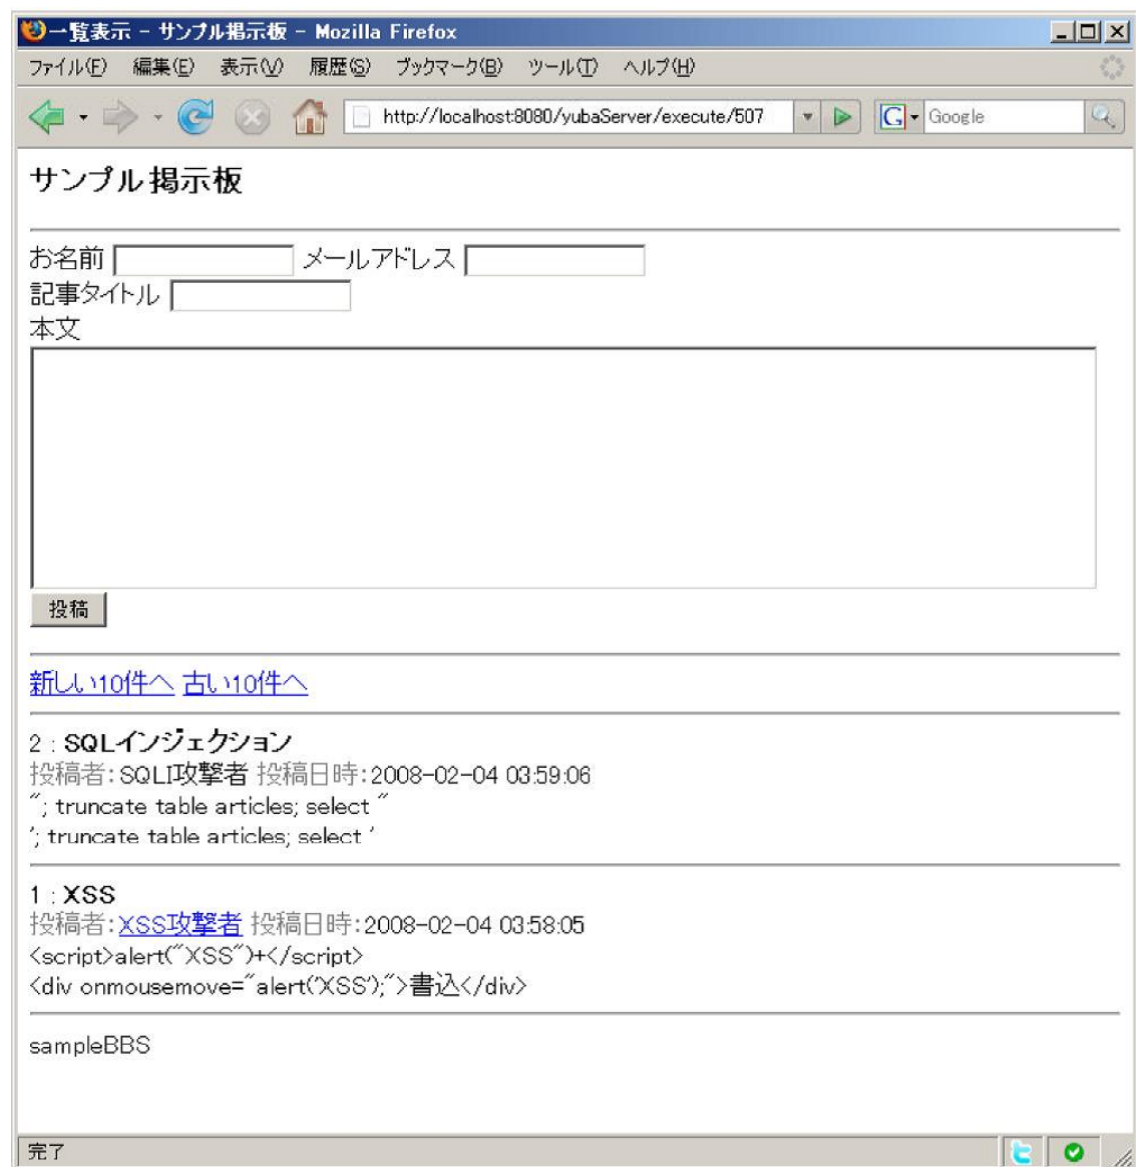 一覧表示 - サンプル掲示板 - Mozilla Firefox
ファイル(F) 編集(E) 表示(V) 履歴(S) ブックマーク(B) ツール(T) ヘルプ(H)
http://localhost:8080/yubaServer/execute/507 G Google
サンプル掲示板
お名前 メールアドレス
記事タイトル
本文
投稿
新しい10件へ 古い10件へ
2 : SQLインジェクション
投稿者: SQLI攻撃者 投稿日時: 2008-02-04 03:59:06
"; truncate table articles; select "
'; truncate table articles; select '
1 : XSS
投稿者: XSS攻撃者 投稿日時: 2008-02-04 03:58:05
<script>alert("XSS")+</script>
<div onmousemove="alert('XSS');">書込</div>
sampleBBS
完了